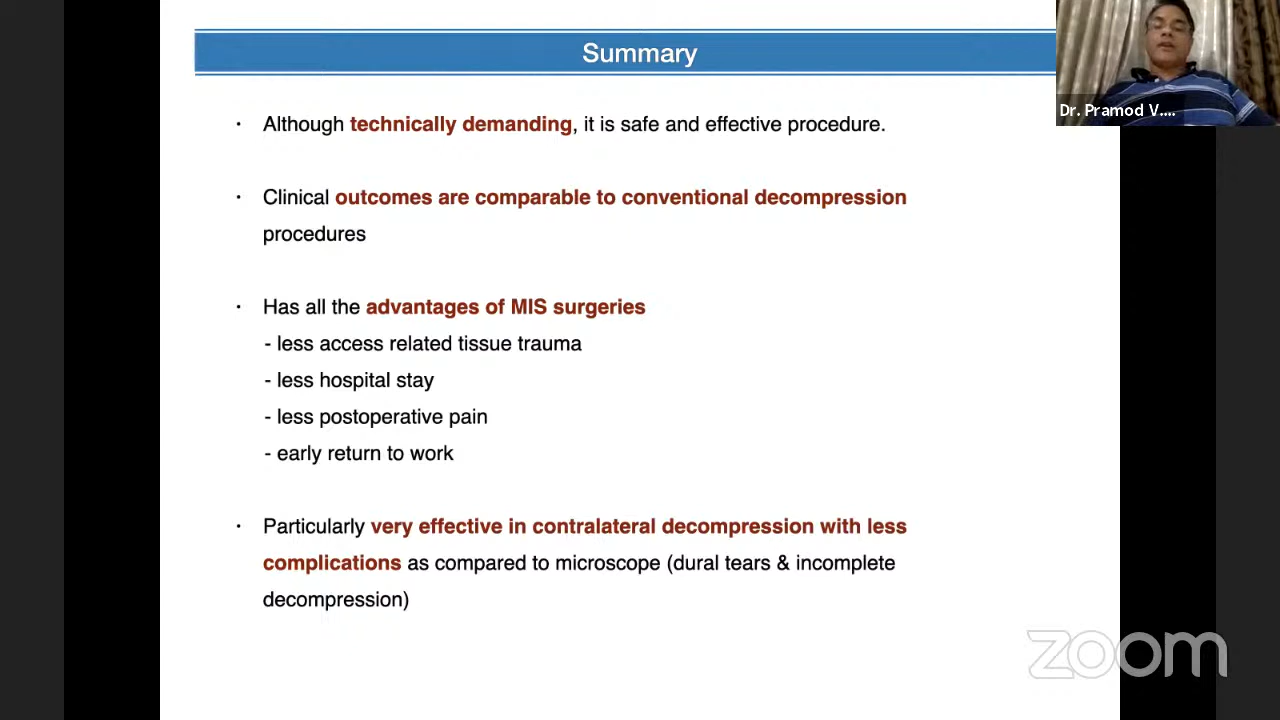 Summary
Dr. Pramod V....
· Although technically demanding, it is safe and effective procedure.
· Clinical outcomes are comparable to conventional decompression
procedures
· Has all the advantages of MIS surgeries
- less access related tissue trauma
- less hospital stay
- less postoperative pain
- early return to work
· Particularly very effective in contralateral decompression with less
complications as compared to microscope (dural tears & incomplete
decompression)
zoom